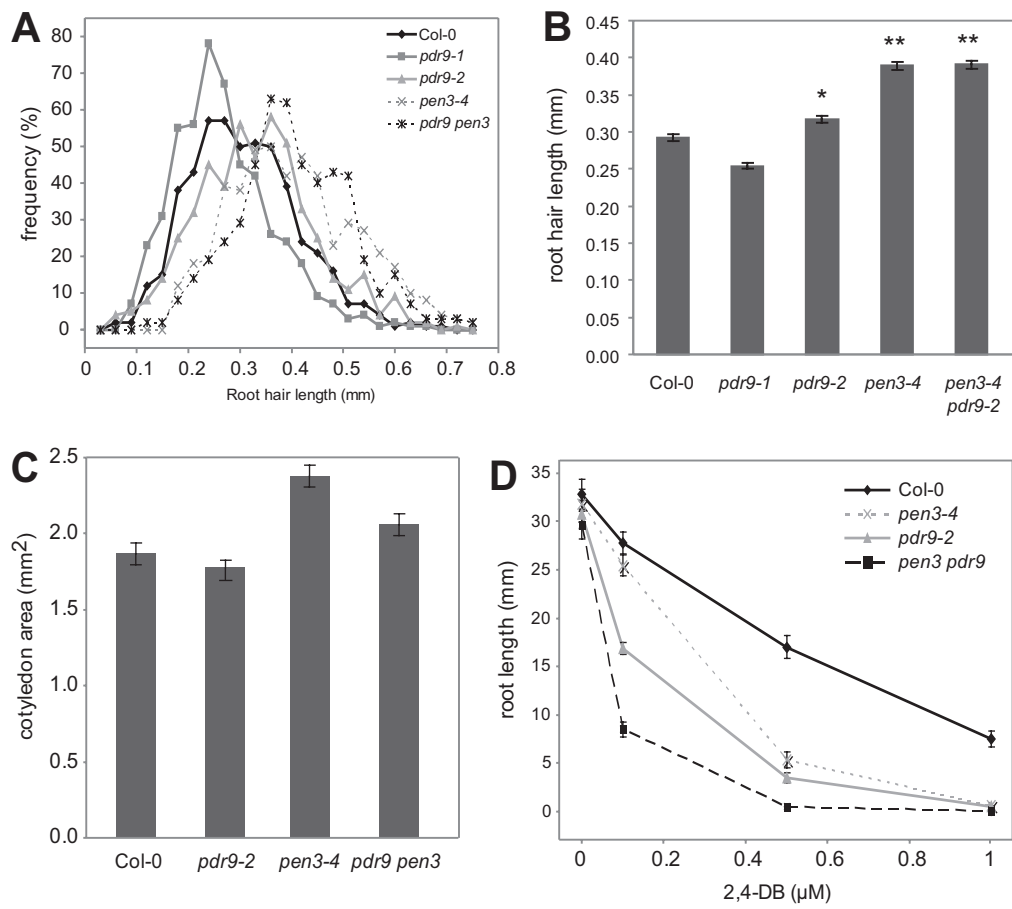 A
frequency (%)
80
70
60
50
40
30
20
10
0
0
0.1
0.2
0.3
0.4
0.5
0.6
0.7
0.8
Root hair length (mm)
Col-0
pdr9-1
pdr9-2
pen3-4
pdr9 pen3
B
root hair length (mm)
0.45
0.40
0.35
0.30
0.25
0.20
0.15
0.10
0.05
0.00
*
**
**
Col-0
pdr9-1
pdr9-2
pen3-4
pen3-4
pdr9-2
C
cotyledon area (mm2)
2.5
2.0
1.5
1.0
0.5
0.0
Col-0
pdr9-2
pen3-4
pdr9 pen3
D
root length (mm)
35
30
25
20
15
10
5
0
0
0.2
0.4
0.6
0.8
1
2,4-DB (µM)
Col-0
pen3-4
pdr9-2
pen3 pdr9